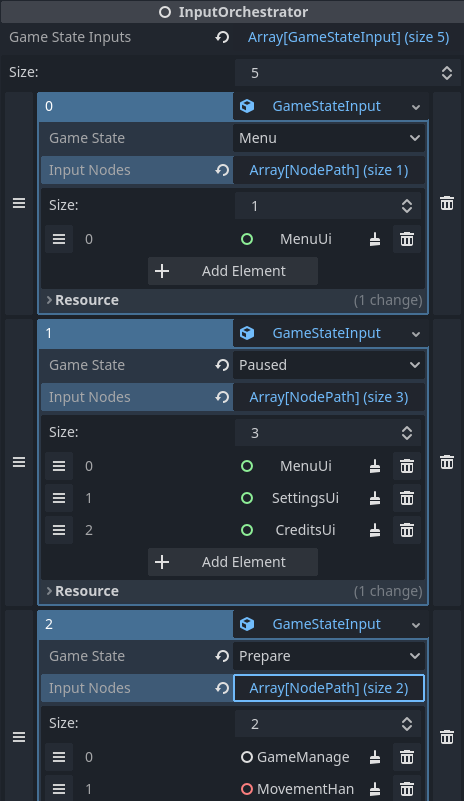 InputOrchestrator
Game State Inputs Array[GameStateInput] (size 5)
Size: 5
0 GameStateInput
Game State Menu
Input Nodes Array[NodePath] (size 1)
Size: 1
0 MenuUi
Add Element
Resource (1 change)
1 GameStateInput
Game State Paused
Input Nodes Array[NodePath] (size 3)
Size: 3
0 MenuUi
1 SettingsUi
2 CreditsUi
Add Element
Resource (1 change)
2 GameStateInput
Game State Prepare
Input Nodes Array[NodePath] (size 2)
Size: 2
0 GameManage
1 MovementHan